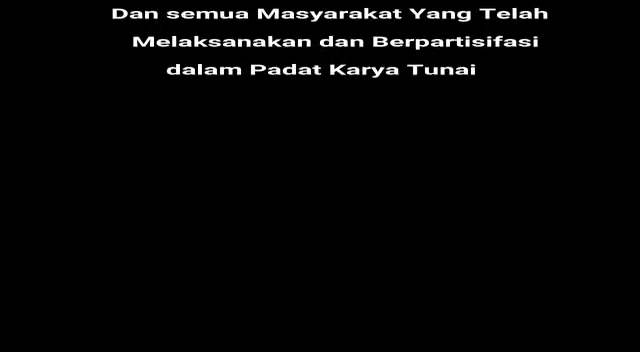 Dan semua Masyarakat Yang Telah
Melaksanakan dan Berpartisifasi
dalam Padat Karya Tunai